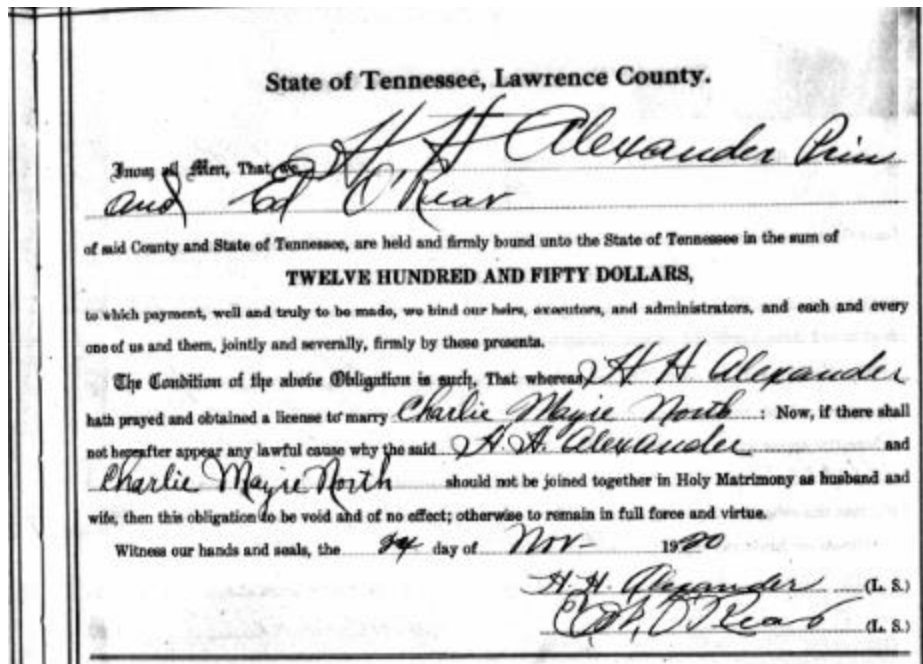 State of Tennessee, Lawrence County.
Know all Men, That we H H Alexander Prin
and Ed O'Rear
of said County and State of Tennessee, are held and firmly bound unto the State of Tennessee in the sum of
TWELVE HUNDRED AND FIFTY DOLLARS,
to which payment, well and truly to be made, we bind our heirs, executors, and administrators, and each and every
one of us and them, jointly and severally, firmly by these presents.
The Condition of the above Obligation is such, That whereas H H Alexander
hath prayed and obtained a license to marry Charlie Mayie North : Now, if there shall
not hereafter appear any lawful cause why the said H. H. Alexander and
Charlie Mayie North should not be joined together in Holy Matrimony as husband and
wife, then this obligation to be void and of no effect; otherwise to remain in full force and virtue.
Witness our hands and seals, the 24 day of Nov- 1920
H. H. Alexander (L. S.)
O'Rear (L. S.)